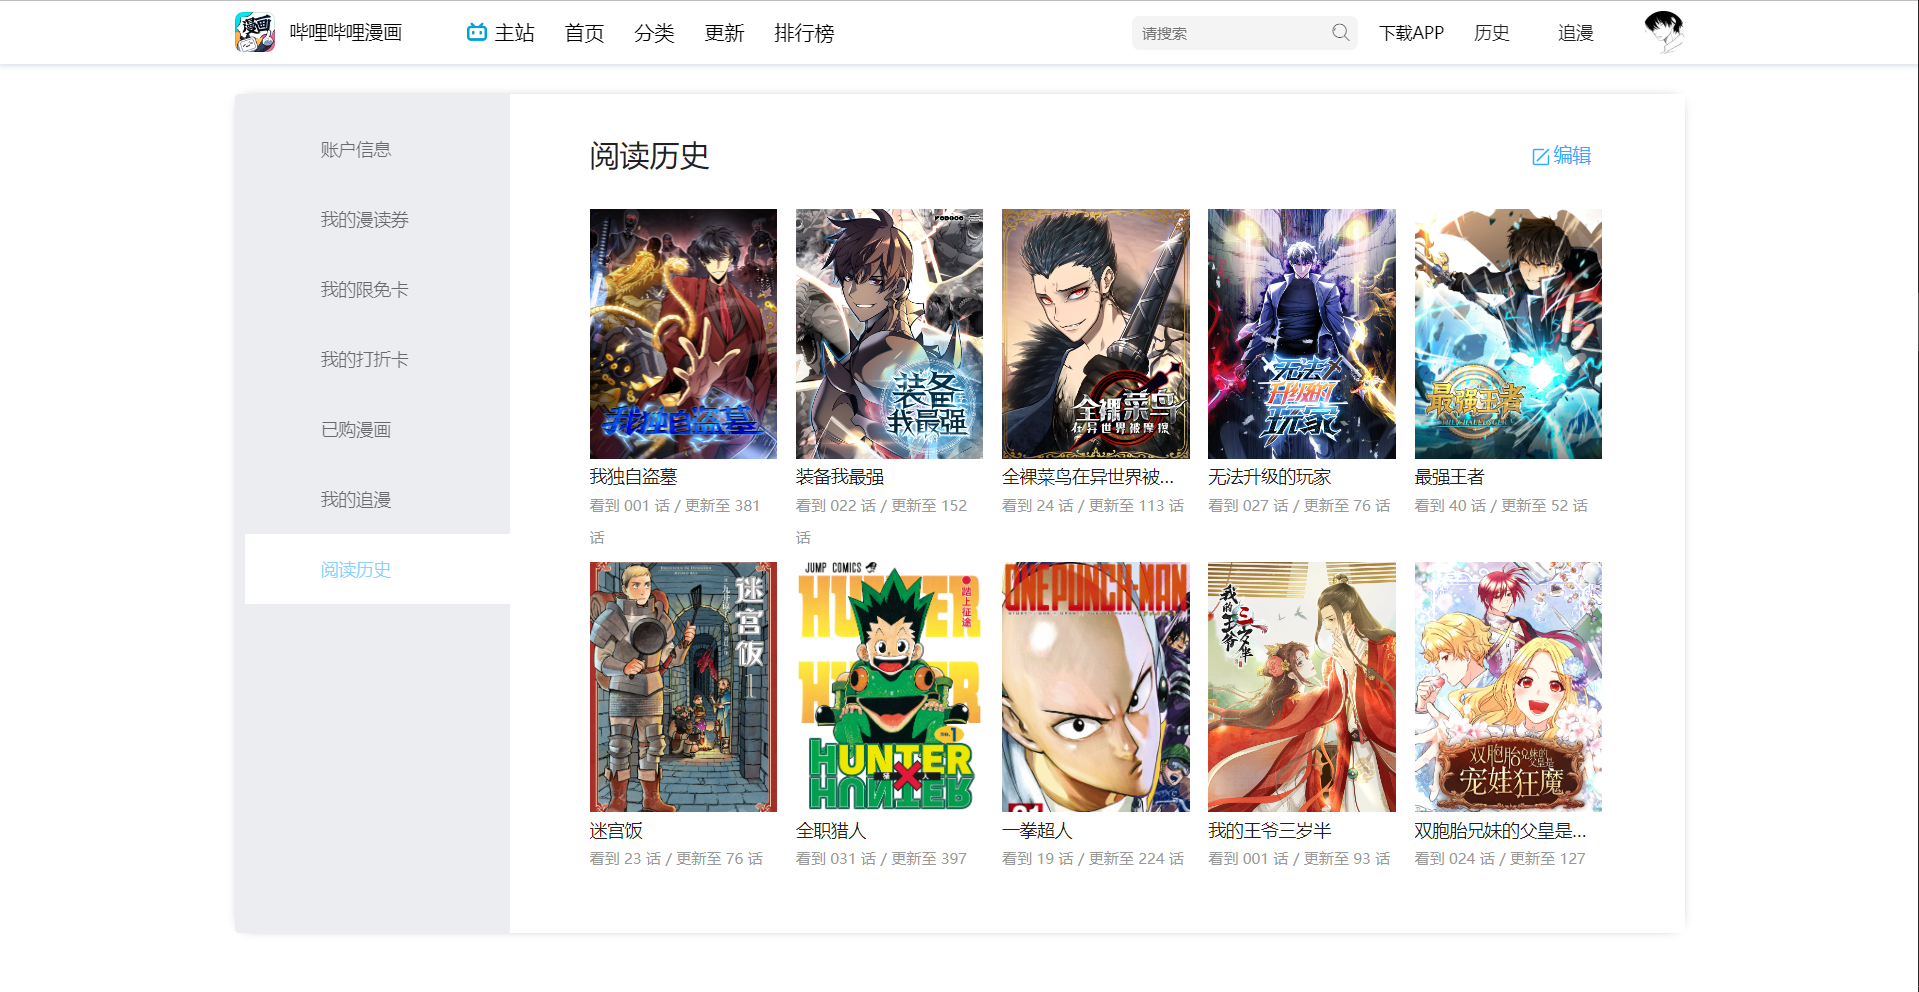 漫画 哔哩哔哩漫画 主站 首页 分类 更新 排行榜 请搜索 下载APP 历史 追漫
账户信息
我的漫读券
我的限免卡
我的打折卡
已购漫画
我的追漫
阅读历史
阅读历史
编辑
我独自盗墓
装备
我最强
全裸菜鸟
在异世界被摩擦
无法
升级的
玩家
最强王者
我独自盗墓 装备我最强 全裸菜鸟在异世界被... 无法升级的玩家 最强王者
看到 001 话 / 更新至 381 话
看到 022 话 / 更新至 152 话
看到 24 话 / 更新至 113 话
看到 027 话 / 更新至 76 话
看到 40 话 / 更新至 52 话
迷宫饭
1
JUMP COMICS
HUNTER
HUNTER
踏上征途
No.1
HUNTER
猎人
HUNTER
ONE PUNCH-MAN
01
我的王爷三岁半
双胞胎兄妹的父皇是
宠娃狂魔
迷宫饭 全职猎人 一拳超人 我的王爷三岁半 双胞胎兄妹的父皇是...
看到 23 话 / 更新至 76 话
看到 031 话 / 更新至 397
看到 19 话 / 更新至 224 话
看到 001 话 / 更新至 93 话
看到 024 话 / 更新至 127